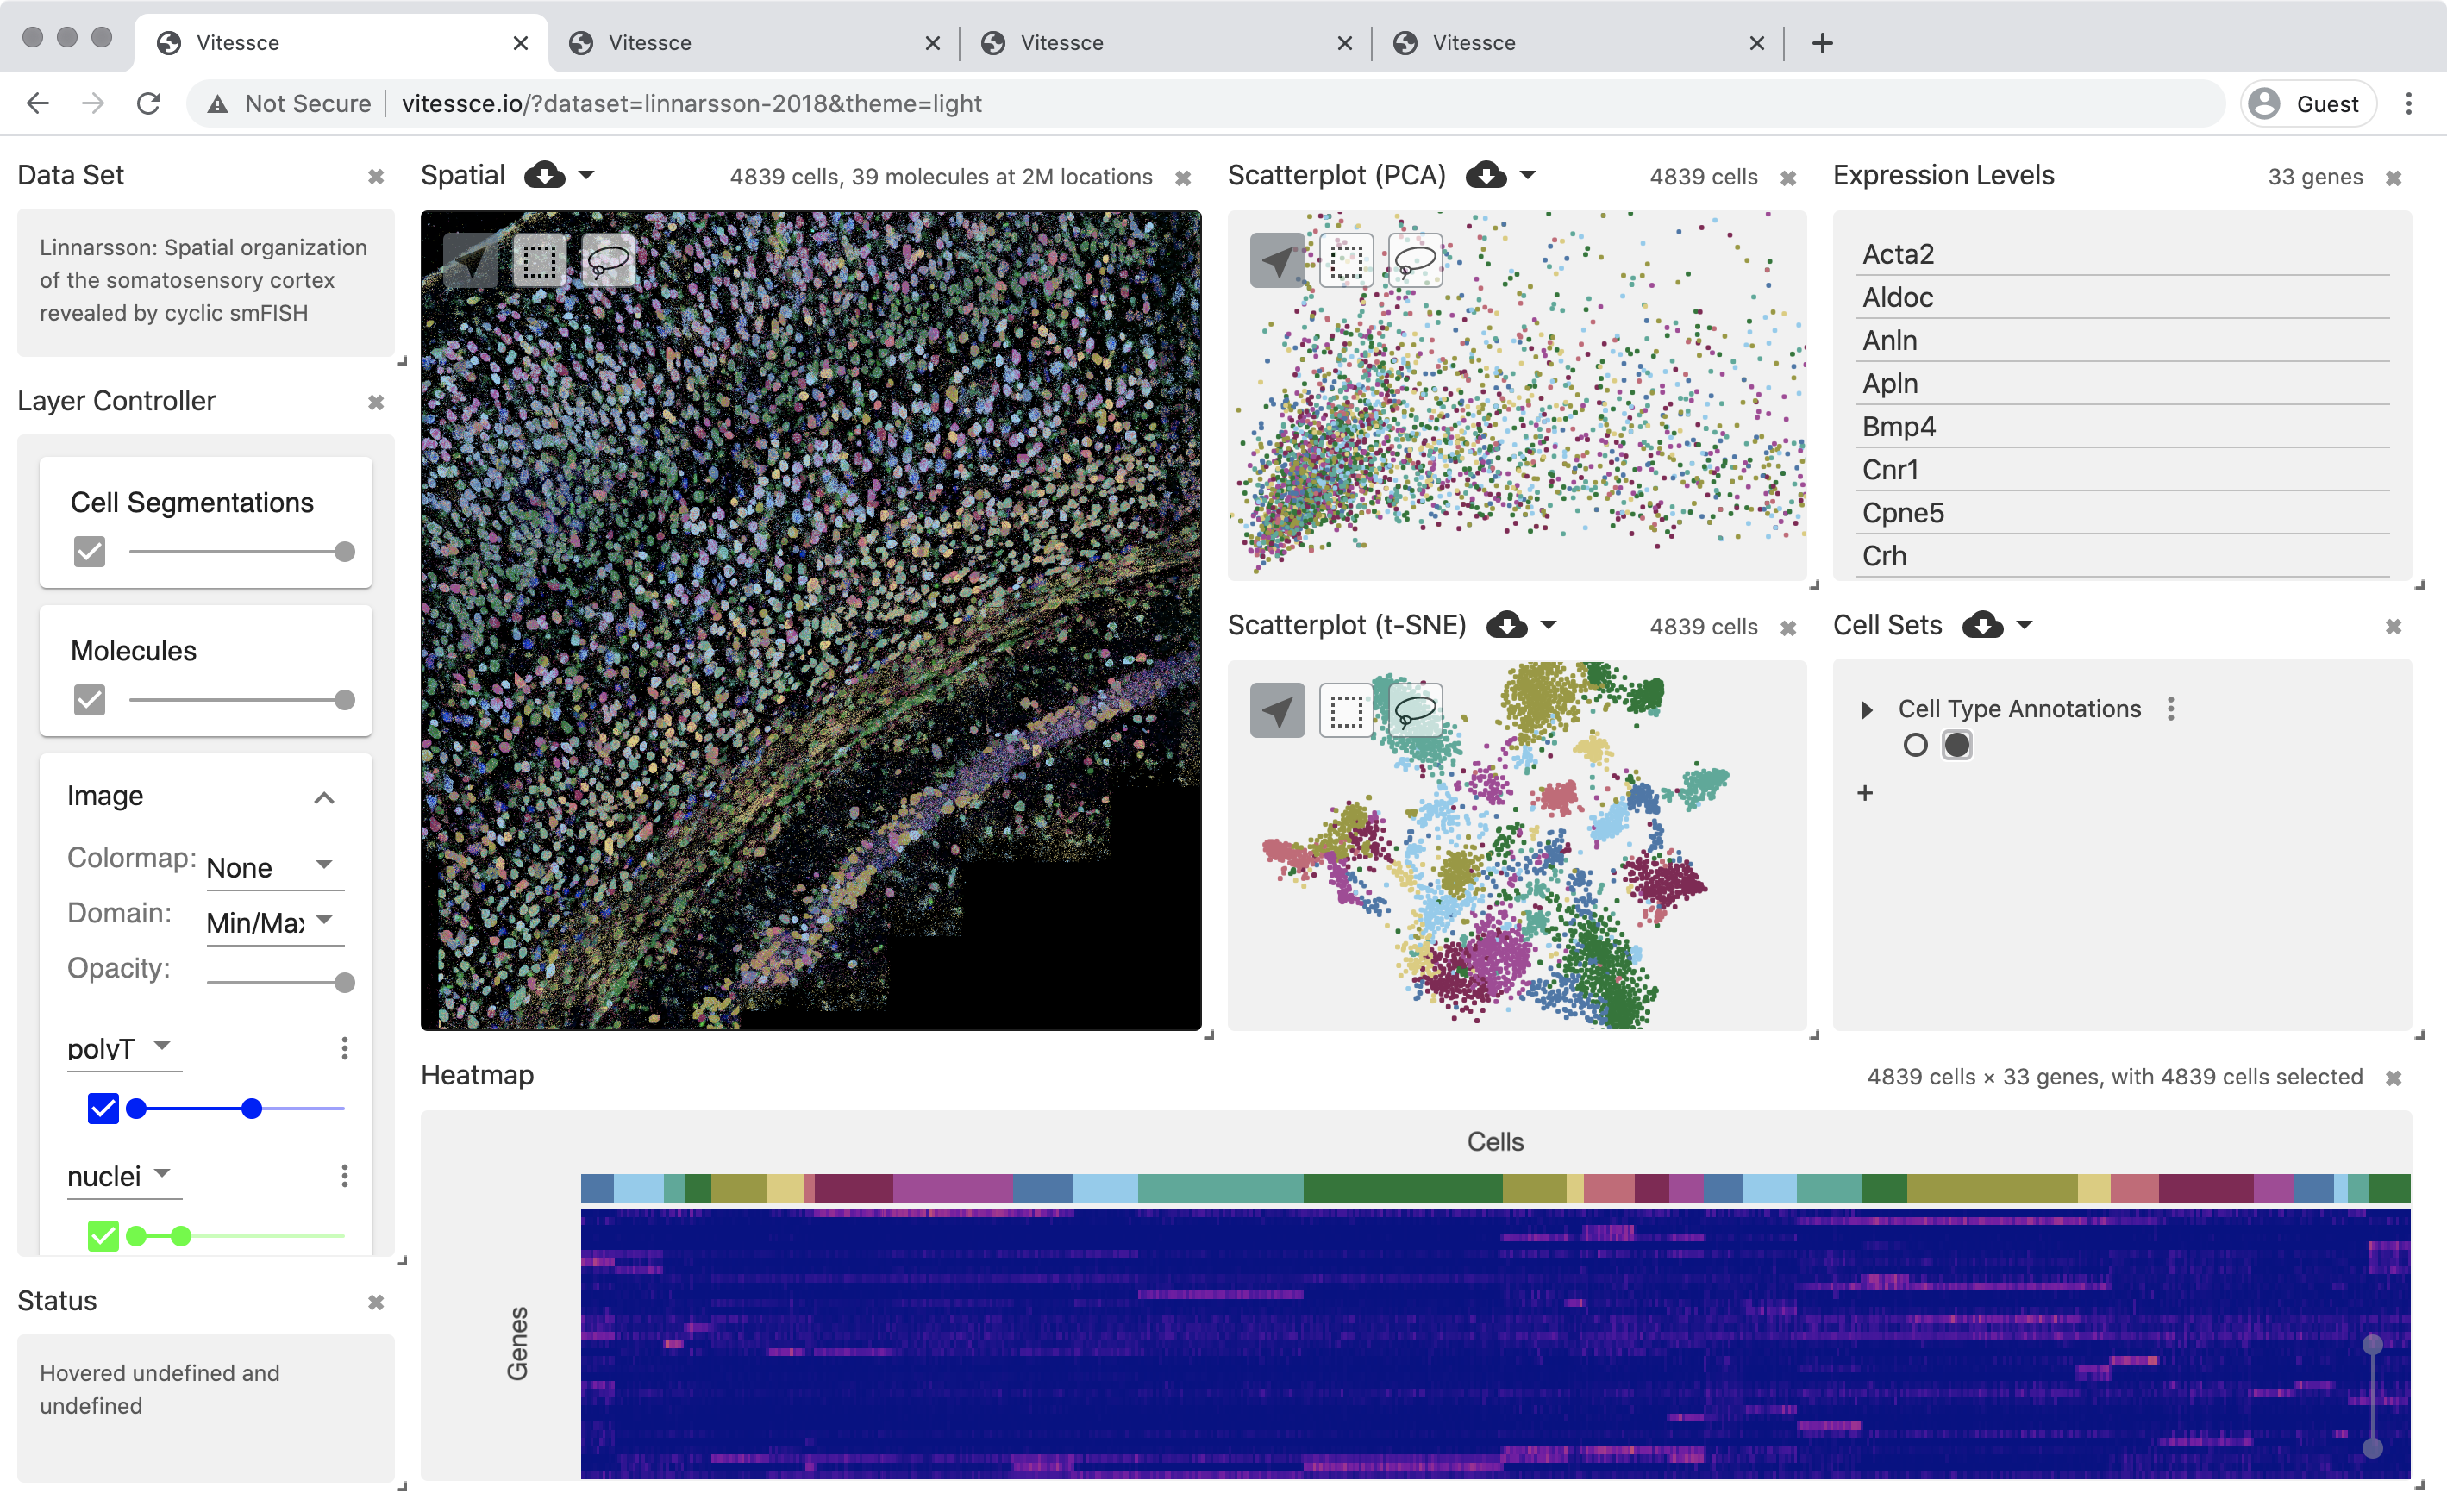 Vitessce
Vitessce
Vitessce
Vitessce
Not Secure
vitessce.io/?dataset=linnarsson-2018&theme=light
Guest
Data Set
Linnarsson: Spatial organization
of the somatosensory cortex
revealed by cyclic smFISH
Layer Controller
Cell Segmentations
Molecules
Image
Colormap: None
Domain: Min/Max
Opacity:
polyT
nuclei
Status
Hovered undefined and
undefined
Spatial
4839 cells, 39 molecules at 2M locations
Scatterplot (PCA)
4839 cells
Expression Levels
33 genes
Acta2
Aldoc
Anln
Apln
Bmp4
Cnr1
Cpne5
Crh
Scatterplot (t-SNE)
4839 cells
Cell Sets
Cell Type Annotations
Heatmap
4839 cells × 33 genes, with 4839 cells selected
Cells
Genes